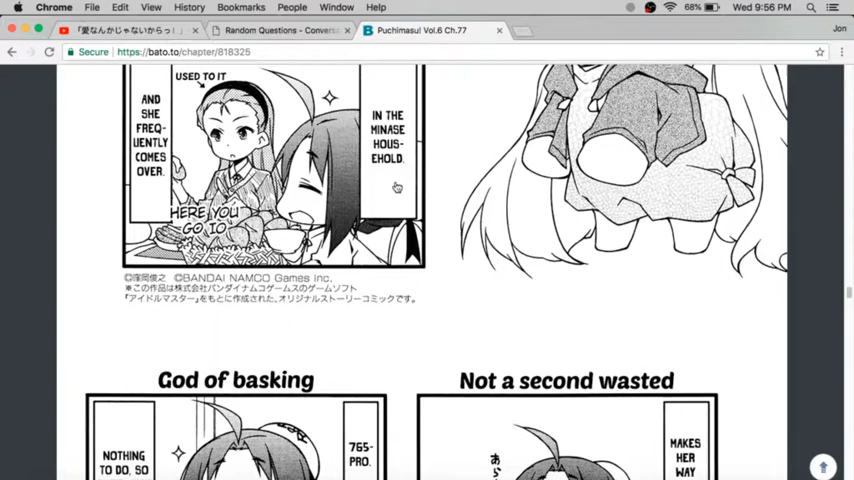 Chrome File Edit View History Bookmarks People Window Help 68% Wed 9:56 PM
「愛なんかじゃないからっ！」 Random Questions - Conversa Puchimasu! Vol.6 Ch.77 Jon
Secure https://bato.to/chapter/818325
USED TO IT
IN THE
MINASE
HOUS-
EHOLD.
AND
SHE
FREQ-
UENTLY
COMES
OVER.
HERE YOU
GO IO
©窪岡俊之 ©BANDAI NAMCO Games Inc.
※この作品は株式会社バンダイナムコゲームスのゲームソフト
『アイドルマスター』をもとに作成された、オリジナルストーリーコミックです。
God of basking
765-
PRO.
NOTHING
TO DO, SO
Not a second wasted
MAKES
HER
WAY
あら